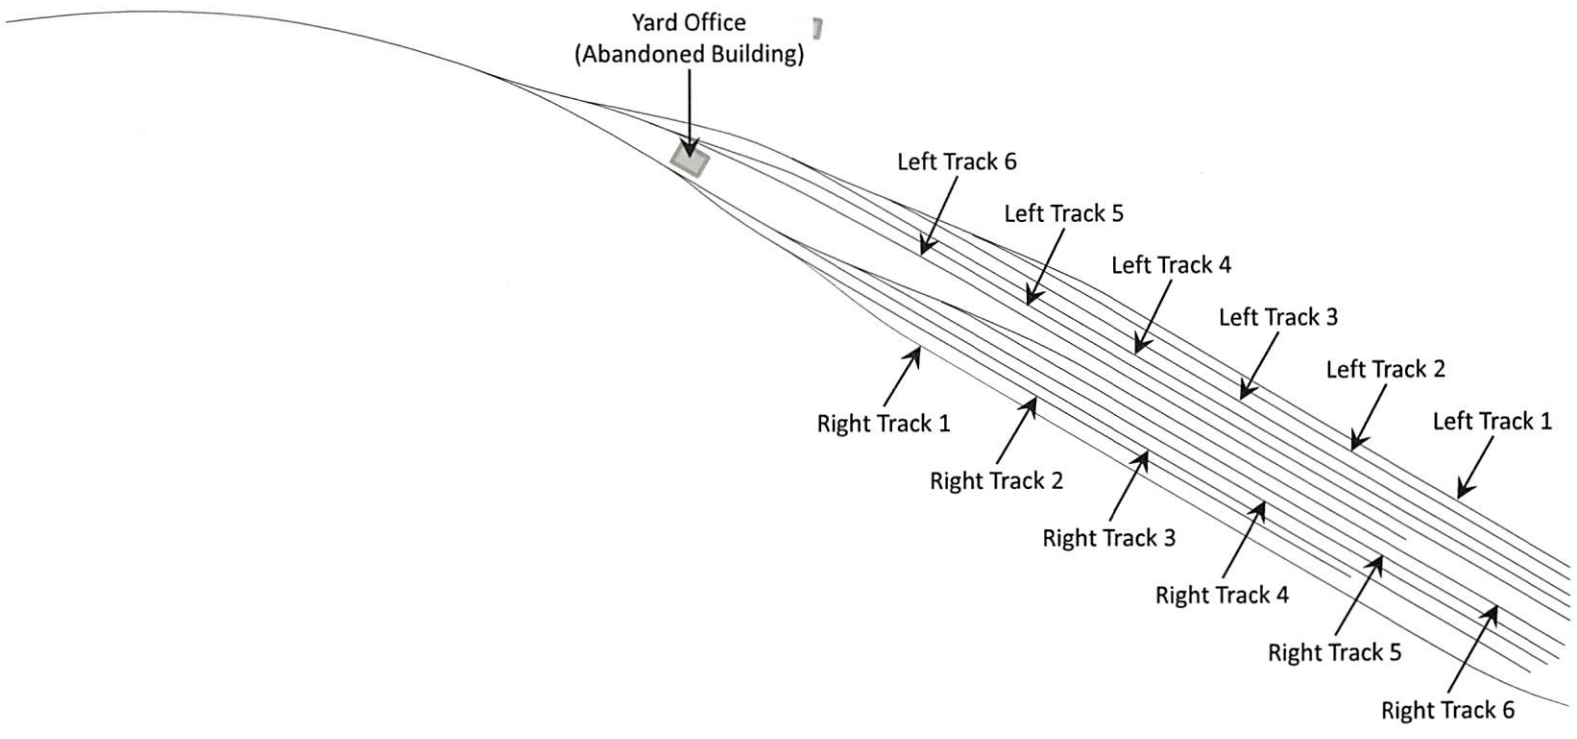 Yard Office
(Abandoned Building)
Left Track 6
Left Track 5
Left Track 4
Left Track 3
Left Track 2
Left Track 1
Right Track 1
Right Track 2
Right Track 3
Right Track 4
Right Track 5
Right Track 6